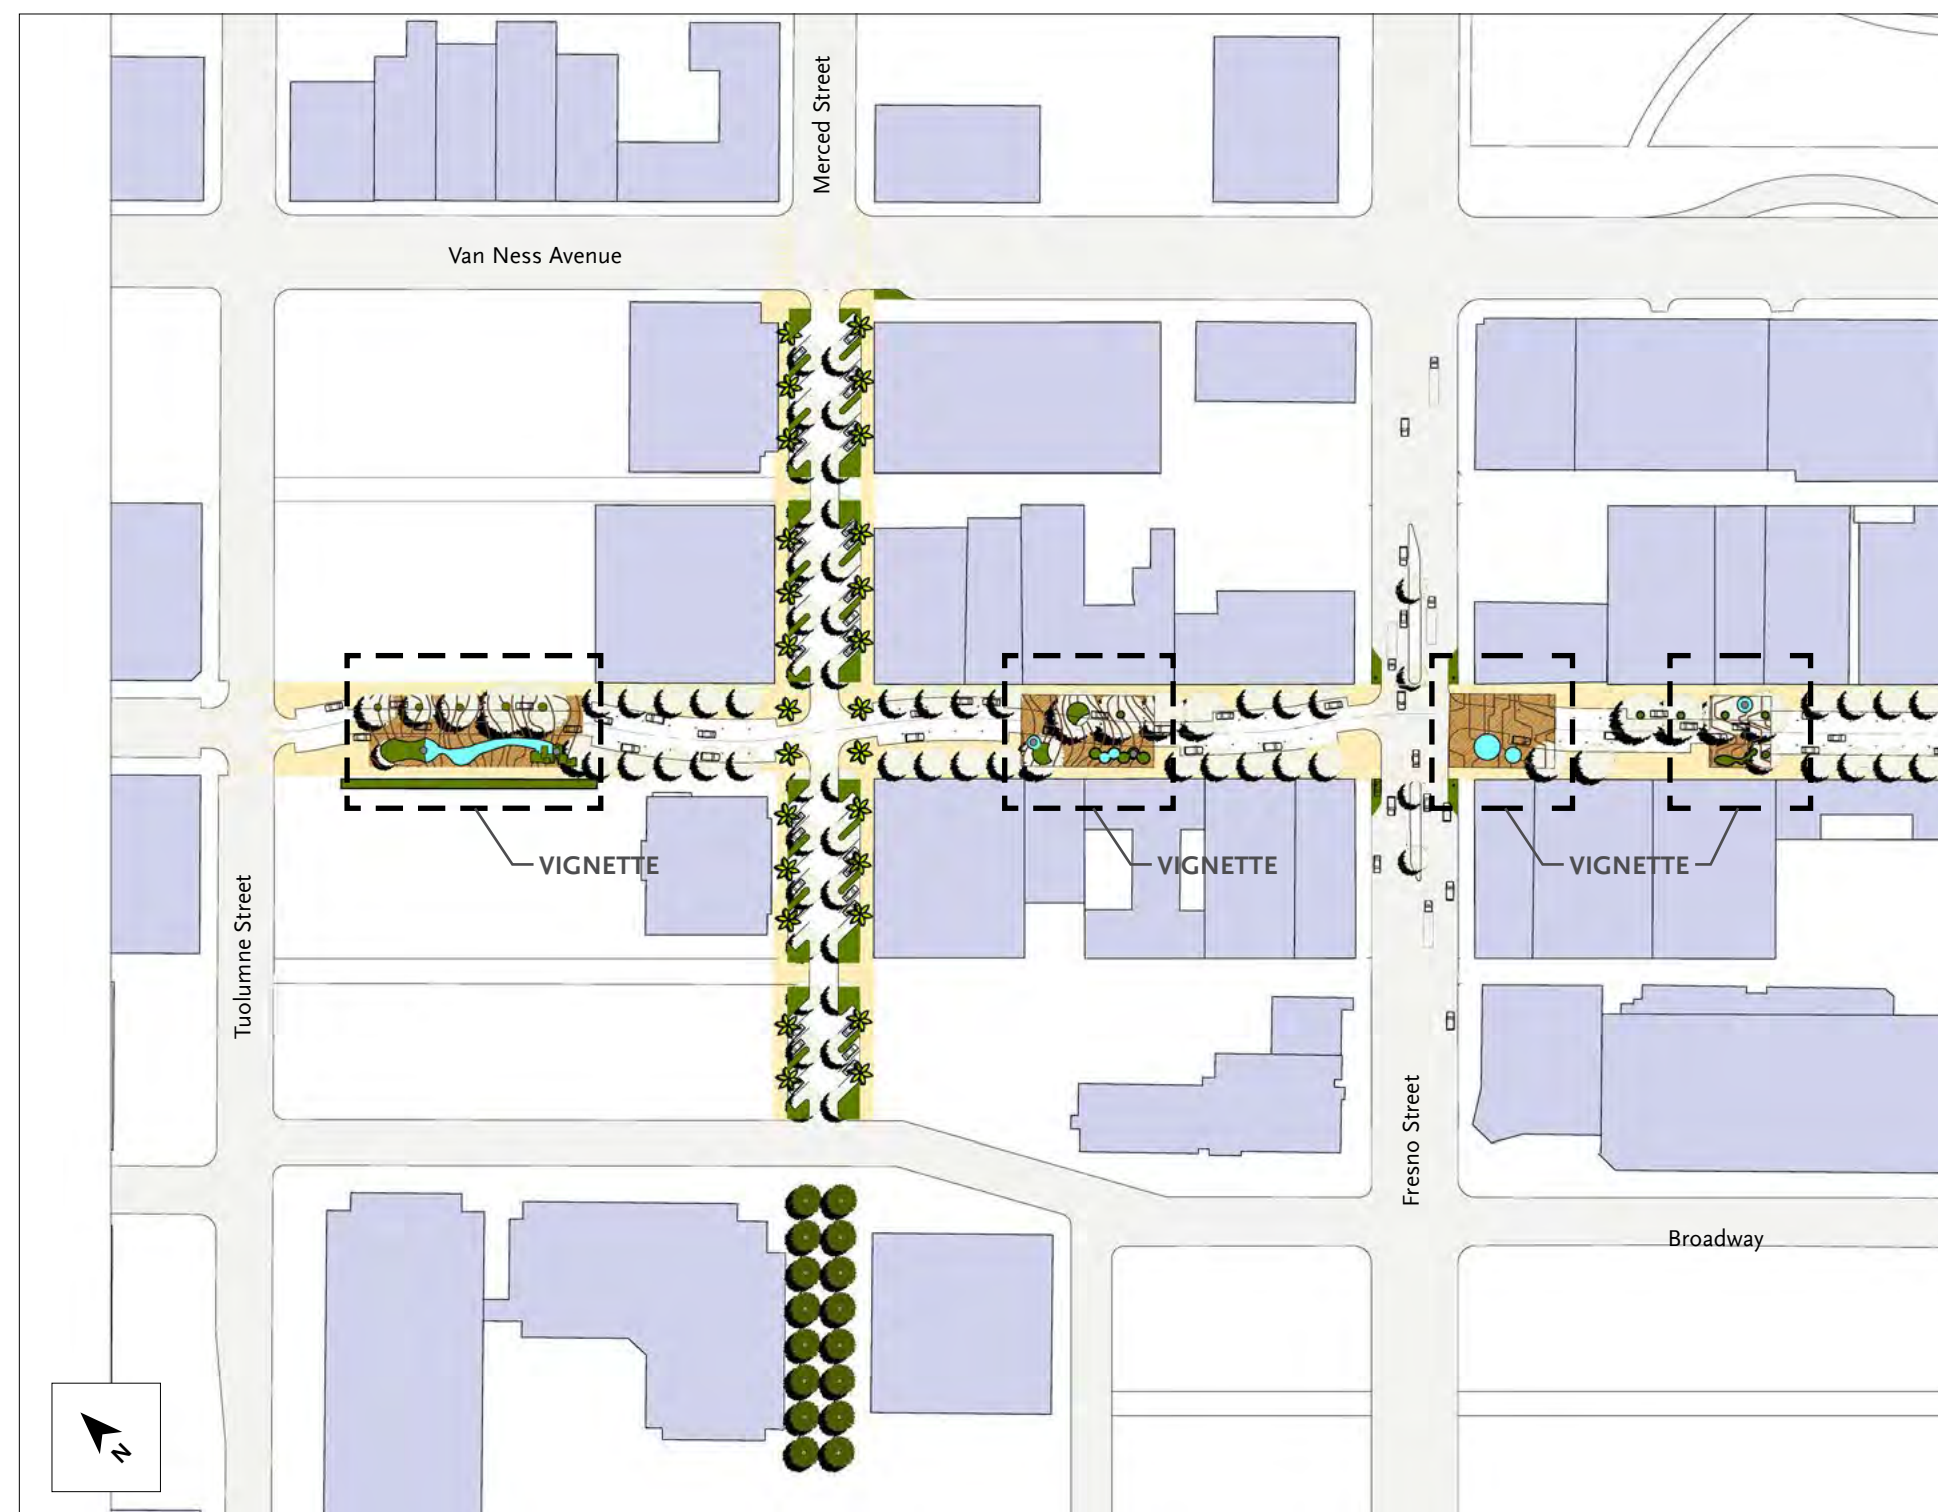 Merced Street
Van Ness Avenue
VIGNETTE
VIGNETTE
VIGNETTE
Tuolumne Street
Fresno Street
Broadway
N